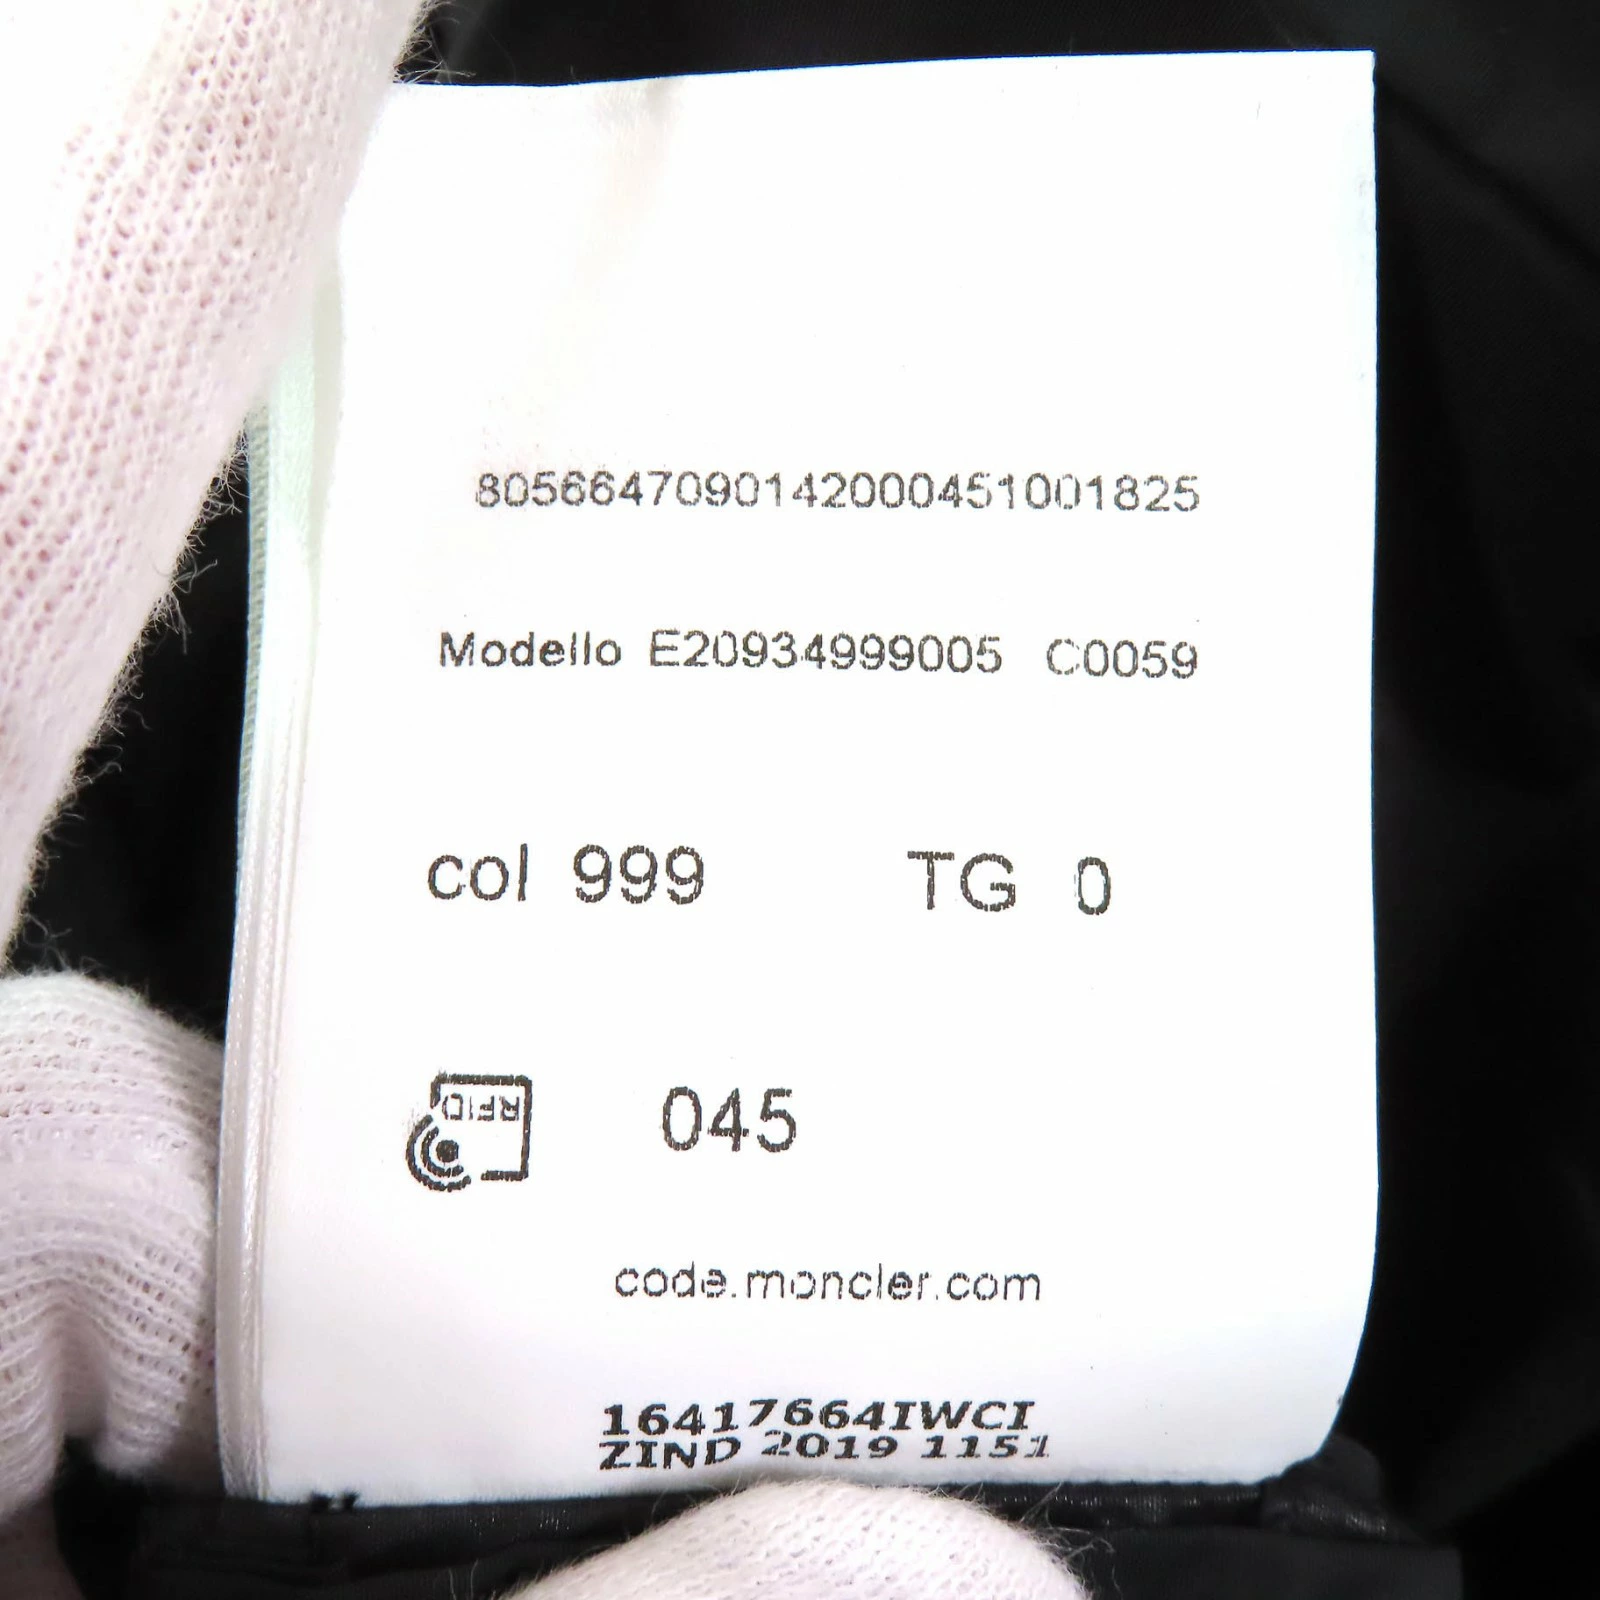 8056647090142000451001825
Modello E20934999005 C0059
col 999 TG 0
RFID
045
code.moncler.com
16417664IWCI
ZIND 2019 1151